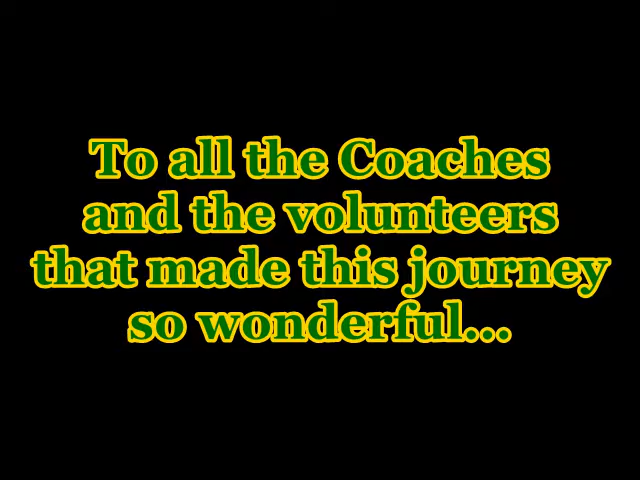 To all the Coaches
and the volunteers
that made this journey
so wonderful...